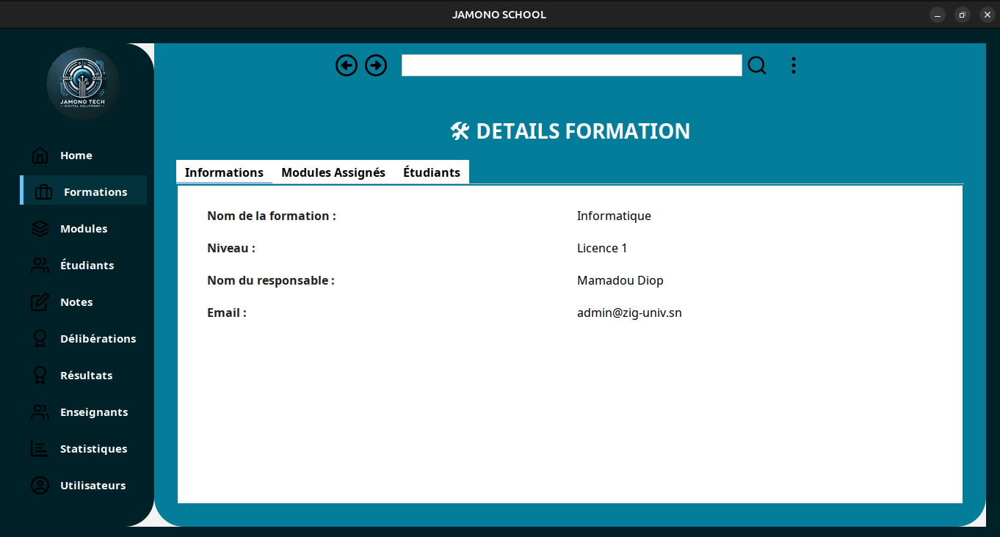 JAMONO SCHOOL
JAMONO TECH
DIGITAL SOLUTMENT
Home
Formations
Modules
Étudiants
Notes
Délibérations
Résultats
Enseignants
Statistiques
Utilisateurs
🛠 DETAILS FORMATION
Informations Modules Assignés Étudiants
Nom de la formation : Informatique
Niveau : Licence 1
Nom du responsable : Mamadou Diop
Email : admin@zig-univ.sn